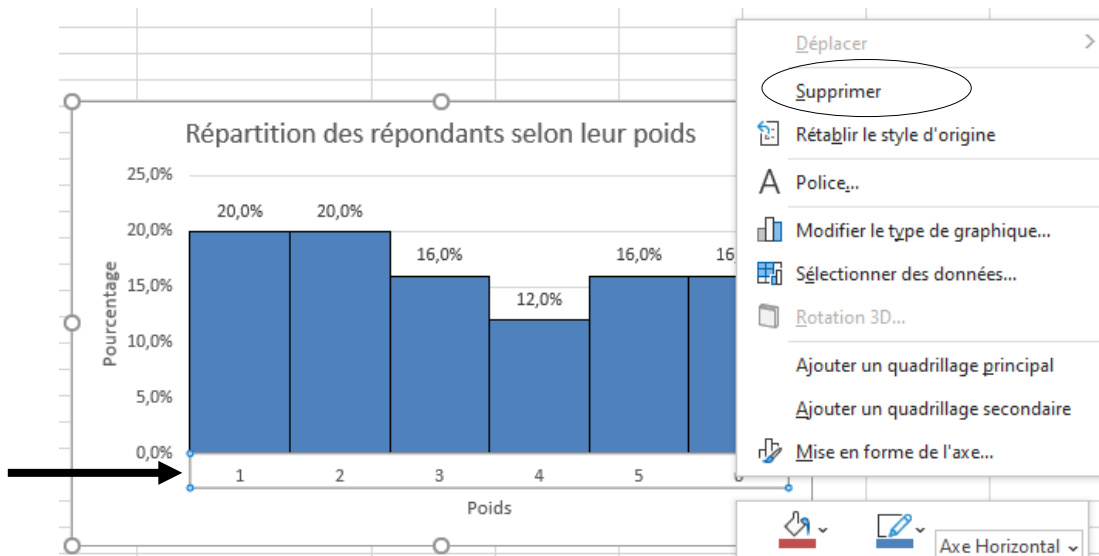 Répartition des répondants selon leur poids
25,0%
20,0%
15,0%
10,0%
5,0%
0,0%
Pourcentage
20,0%
20,0%
16,0%
12,0%
16,0%
16
1
2
3
4
5
Poids
Déplacer
Supprimer
Rétablir le style d'origine
Police...
Modifier le type de graphique...
Sélectionner des données...
Rotation 3D...
Ajouter un quadrillage principal
Ajouter un quadrillage secondaire
Mise en forme de l'axe...
Axe Horizontal